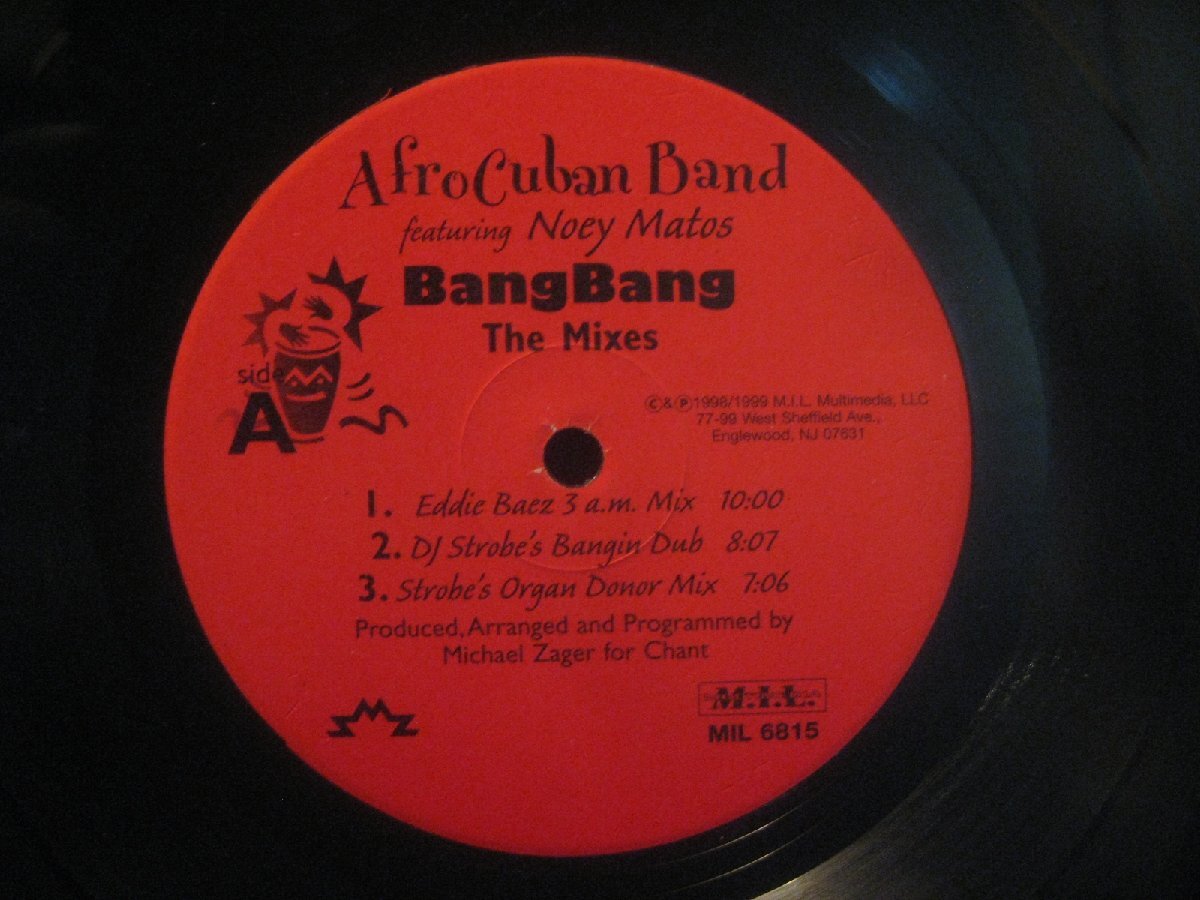 AfroCuban Band
featuring Noey Matos
BangBang
The Mixes
side
A
©&℗1998/1999 M.I.L. Multimedia, LLC
77-99 West Sheffield Ave.,
Englewood, NJ 07631
1. Eddie Baez 3 a.m. Mix 10:00
2. DJ Strobe's Bangin Dub 8:07
3. Strobe's Organ Donor Mix 7:06
Produced, Arranged and Programmed by
Michael Zager for Chant
M.I.L.
MIL 6815